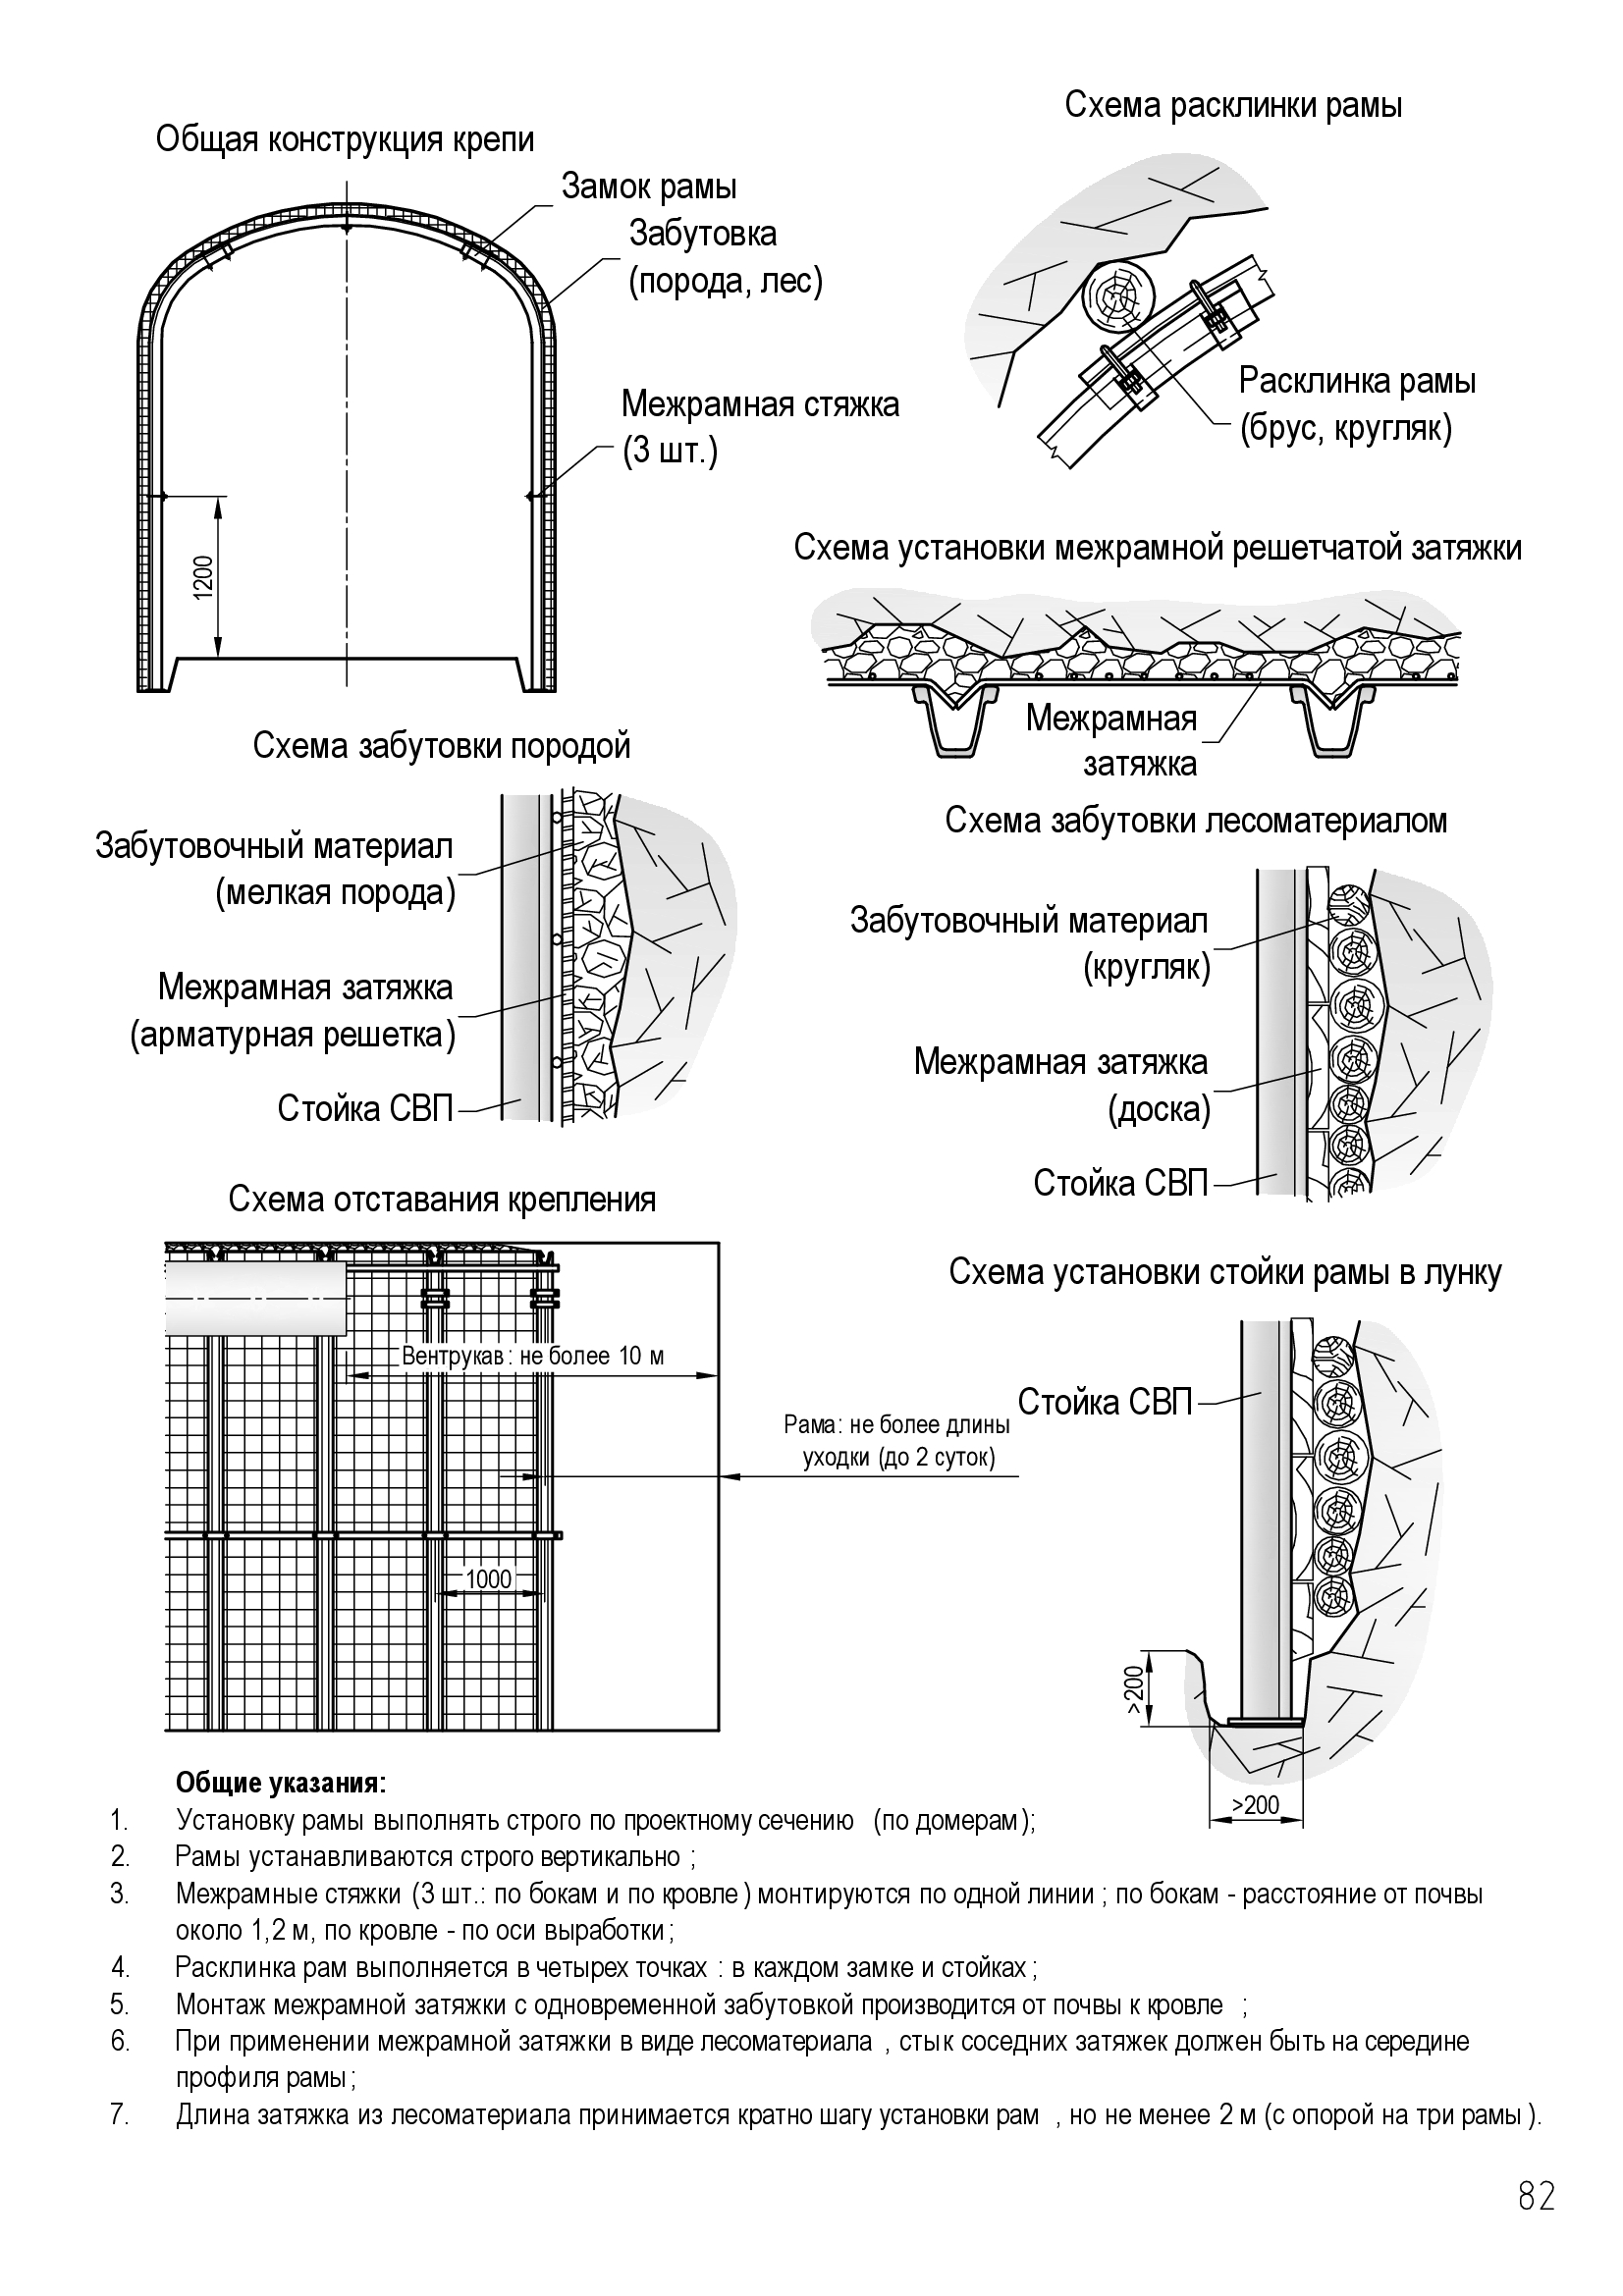 Схема расклинки рамы
Общая конструкция крепи
Замок рамы
Забутовка
(порода, лес)
Расклинка рамы
(брус, кругляк)
Межрамная стяжка
(3 шт.)
1200
Схема установки межрамной решетчатой затяжки
Межрамная
затяжка
Схема забутовки породой
Забутовочный материал
(мелкая порода)
Межрамная затяжка
(арматурная решетка)
Стойка СВП
Схема забутовки лесоматериалом
Забутовочный материал
(кругляк)
Межрамная затяжка
(доска)
Стойка СВП
Схема отставания крепления
Вентрукав: не более 10 м
Рама: не более длины
уходки (до 2 суток)
1000
Схема установки стойки рамы в лунку
Стойка СВП
>200
>200
Общие указания:
1. Установку рамы выполнять строго по проектному сечению (по домерам);
2. Рамы устанавливаются строго вертикально ;
3. Межрамные стяжки (3 шт.: по бокам и по кровле) монтируются по одной линии ; по бокам - расстояние от почвы
около 1,2 м, по кровле - по оси выработки;
4. Расклинка рам выполняется в четырех точках : в каждом замке и стойках ;
5. Монтаж межрамной затяжки с одновременной забутовкой производится от почвы к кровле ;
6. При применении межрамной затяжки в виде лесоматериала , стык соседних затяжек должен быть на середине
профиля рамы;
7. Длина затяжка из лесоматериала принимается кратно шагу установки рам , но не менее 2 м (с опорой на три рамы ).
82